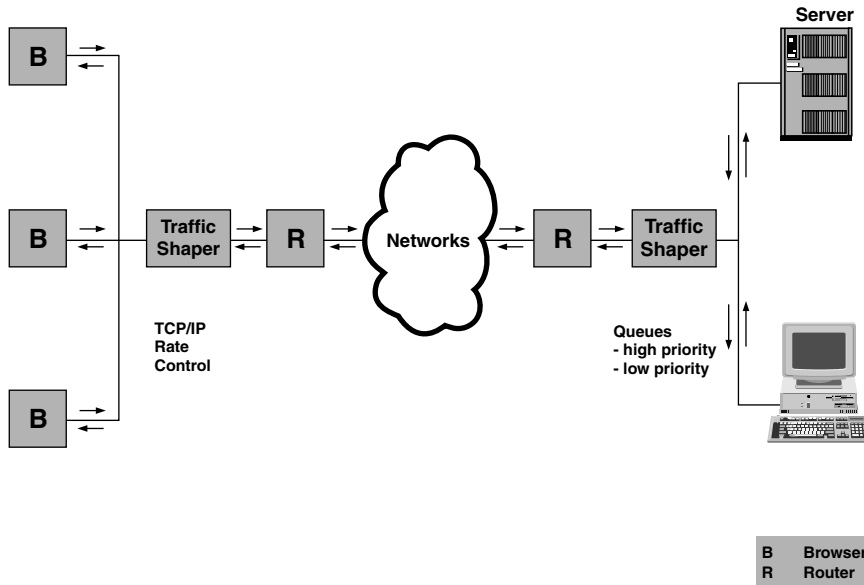 Server
B
B
Traffic
Shaper
R
Networks
R
Traffic
Shaper
TCP/IP
Rate
Control
Queues
- high priority
- low priority
B
B Browser
R Router